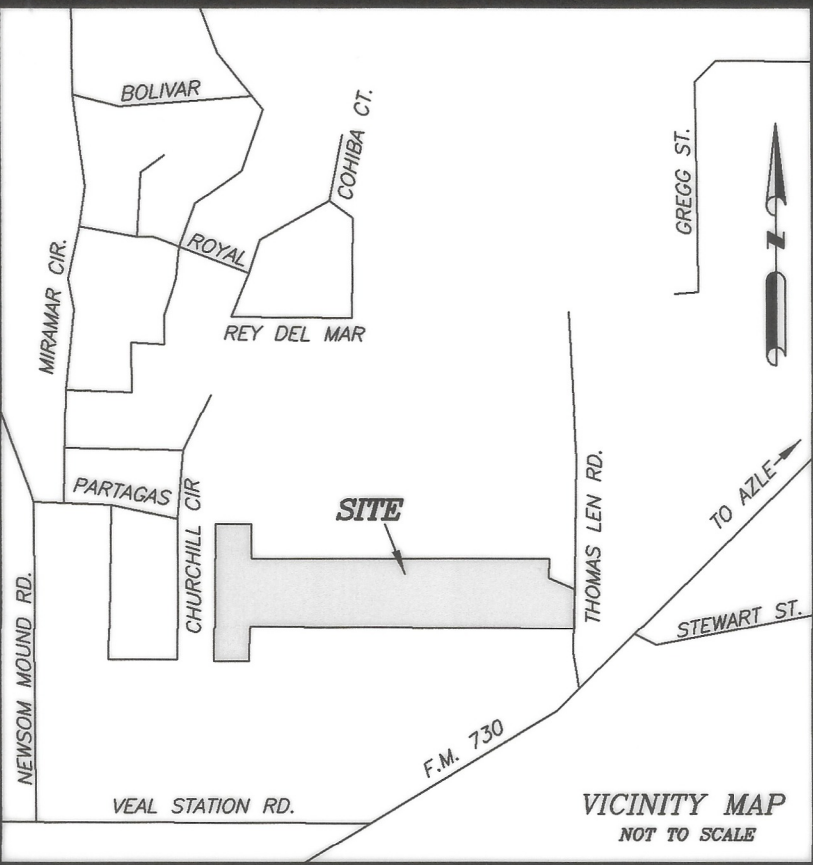 BOLIVAR
COHIBA CT.
GREGG ST.
ROYAL
MIRAMAR CIR.
N
REY DEL MAR
PARTAGAS
CHURCHILL CIR
SITE
THOMAS LEN RD.
TO AZLE
STEWART ST.
NEWSOM MOUND RD.
F.M. 730
VEAL STATION RD.
VICINITY MAP
NOT TO SCALE